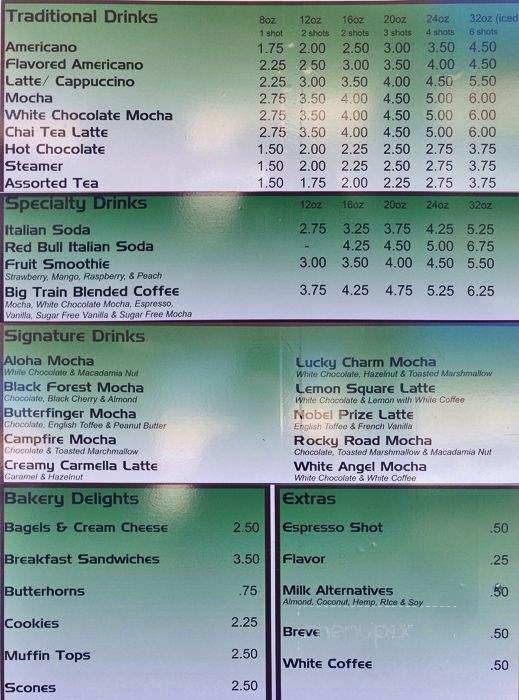 Traditional Drinks 8oz 12oz 16oz 20oz 24oz 32oz (iced
1 shot 2 shots 2 shots 3 shots 4 shots 6 shots
Americano 1.75 2.00 2.50 3.00 3.50 4.50
Flavored Americano 2.25 2.50 3.00 3.50 4.00 4.50
Latte/ Cappuccino 2.25 3.00 3.50 4.00 4.50 5.50
Mocha 2.75 3.50 4.00 4.50 5.00 6.00
White Chocolate Mocha 2.75 3.50 4.00 4.50 5.00 6.00
Chai Tea Latte 2.75 3.50 4.00 4.50 5.00 6.00
Hot Chocolate 1.50 2.00 2.25 2.50 2.75 3.75
Steamer 1.50 2.00 2.25 2.50 2.75 3.75
Assorted Tea 1.50 1.75 2.00 2.25 2.75 3.75
Specialty Drinks 12oz 16oz 20oz 24oz 32oz
Italian Soda 2.75 3.25 3.75 4.25 5.25
Red Bull Italian Soda - 4.25 4.50 5.00 6.75
Fruit Smoothie 3.00 3.50 4.00 4.50 5.50
Strawberry, Mango, Raspberry, & Peach
Big Train Blended Coffee 3.75 4.25 4.75 5.25 6.25
Mocha, White Chocolate Mocha, Espresso,
Vanilla, Sugar Free Vanilla & Sugar Free Mocha
Signature Drinks
Aloha Mocha
White Chocolate & Macadamia Nut
Black Forest Mocha
Chocolate, Black Cherry & Almond
Butterfinger Mocha
Chocolate, English Toffee & Peanut Butter
Campfire Mocha
Chocolate & Toasted Marchmallow
Creamy Carmella Latte
Caramel & Hazelnut
Lucky Charm Mocha
White Chocolate, Hazelnut & Toasted Marshmallow
Lemon Square Latte
White Chocolate & Lemon with White Coffee
Nobel Prize Latte
English Toffee & French Vanilla
Rocky Road Mocha
Chocolate, Toasted Marshmallow & Macadamia Nut
White Angel Mocha
White Chocolate & White Coffee
Bakery Delights
Bagels & Cream Cheese 2.50
Breakfast Sandwiches 3.50
Butterhorns .75
Cookies 2.25
Muffin Tops 2.50
Scones 2.50
Extras
Espresso Shot .50
Flavor .25
Milk Alternatives .50
Almond, Coconut, Hemp, Rice & Soy
Breve .50
menupix
White Coffee .50